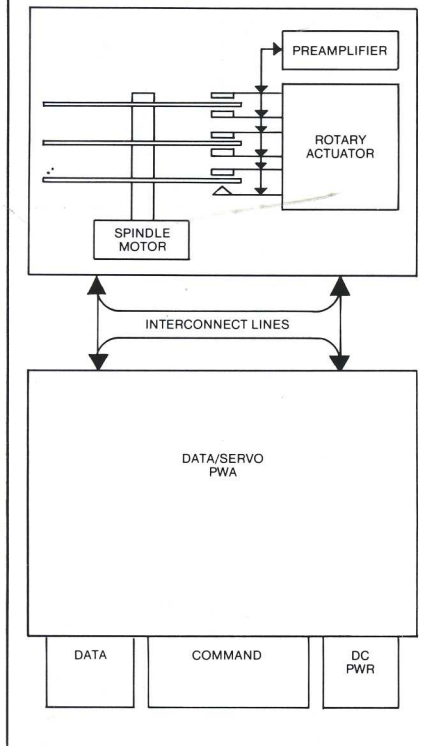 PREAMPLIFIER
ROTARY
ACTUATOR
SPINDLE
MOTOR
INTERCONNECT LINES
DATA/SERVO
PWA
DATA
COMMAND
DC
PWR